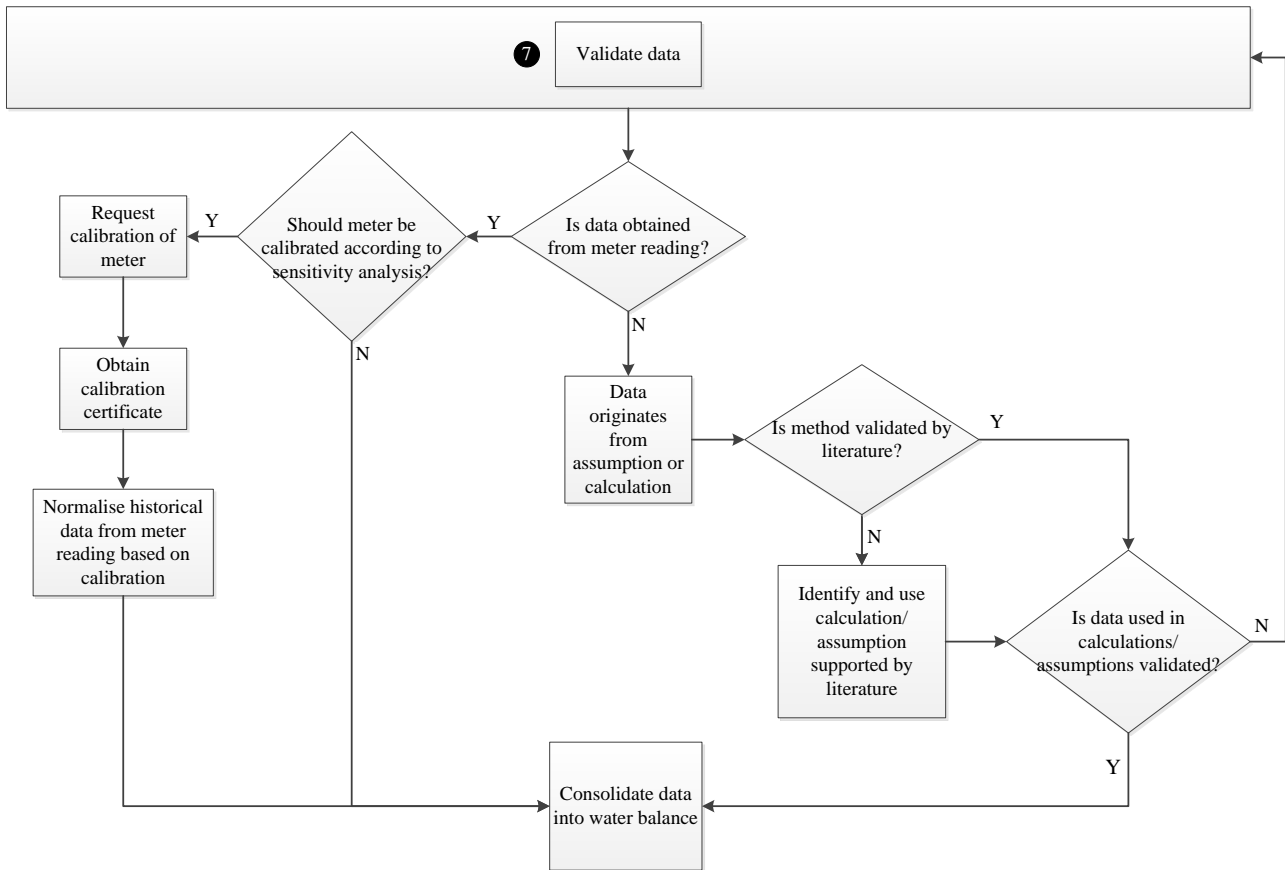 7
Validate data
Is data obtained
from meter reading?
Y
Should meter be
calibrated according to
sensitivity analysis?
Y
Request
calibration of
meter
Obtain
calibration
certificate
Normalise historical
data from meter
reading based on
calibration
N
N
Data
originates
from
assumption or
calculation
Is method validated by
literature?
Y
N
Identify and use
calculation/
assumption
supported by
literature
Is data used in
calculations/
assumptions validated?
N
Y
Consolidate data
into water balance